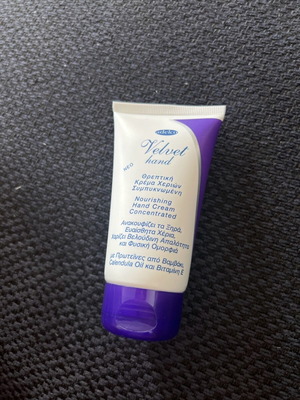 Velvet
hand
ΝΕΟ
Θρεπτική
Κρέμα Χεριών
Συμπυκνωμένη
Nourishing
Hand Cream
Concentrated
Ανακουφίζει τα Ξηρά,
Ευαίσθητα Χέρια,
Χαρίζει Βελούδινη Απαλότητα
και Φυσική Ομορφιά
με Πρωτεΐνες από Βαμβάκι,
Calendula Oil και Βιταμίνη Ε